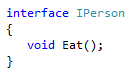 interface IPerson
{
    void Eat();
}